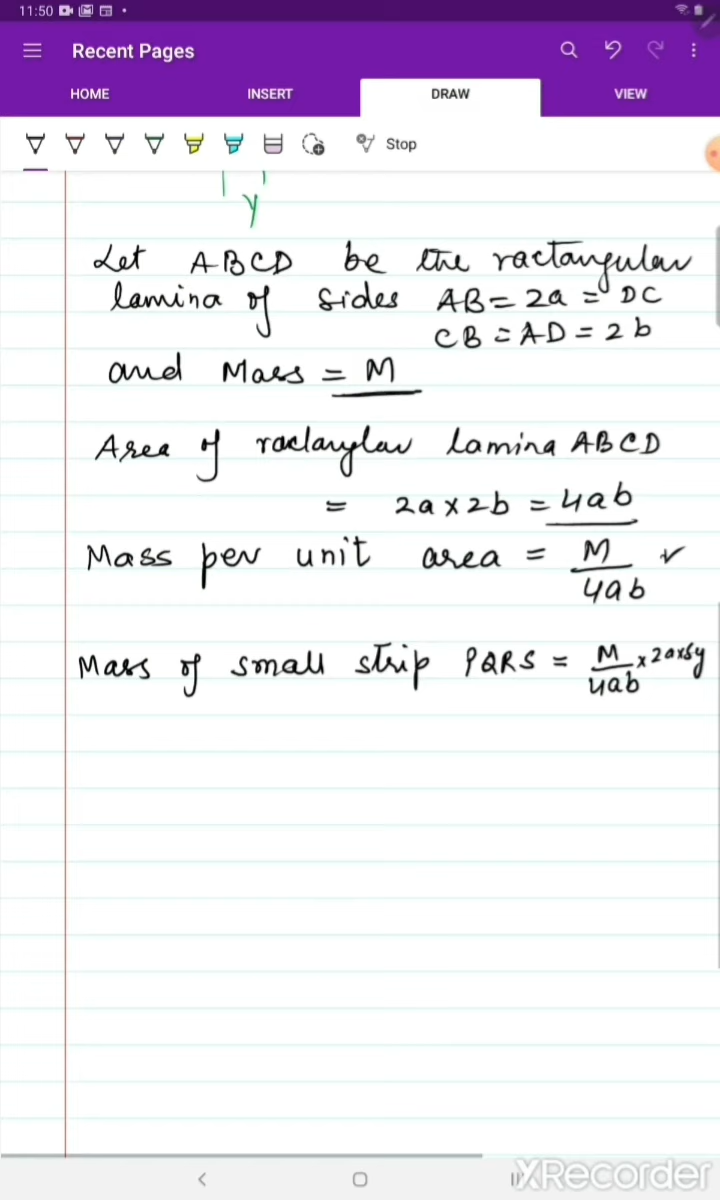 11:50
Recent Pages
HOME INSERT DRAW VIEW
Stop
y
Let ABCD be the ractangular
lamina of sides AB = 2a = DC
CB = AD = 2b
and Mass = M
Area of ractanglar lamina ABCD
= 2a x 2b = 4ab
Mass per unit area = M/4ab ✓
Mass of small strip PQRS = M/4ab x 2a x δy
XRecorder